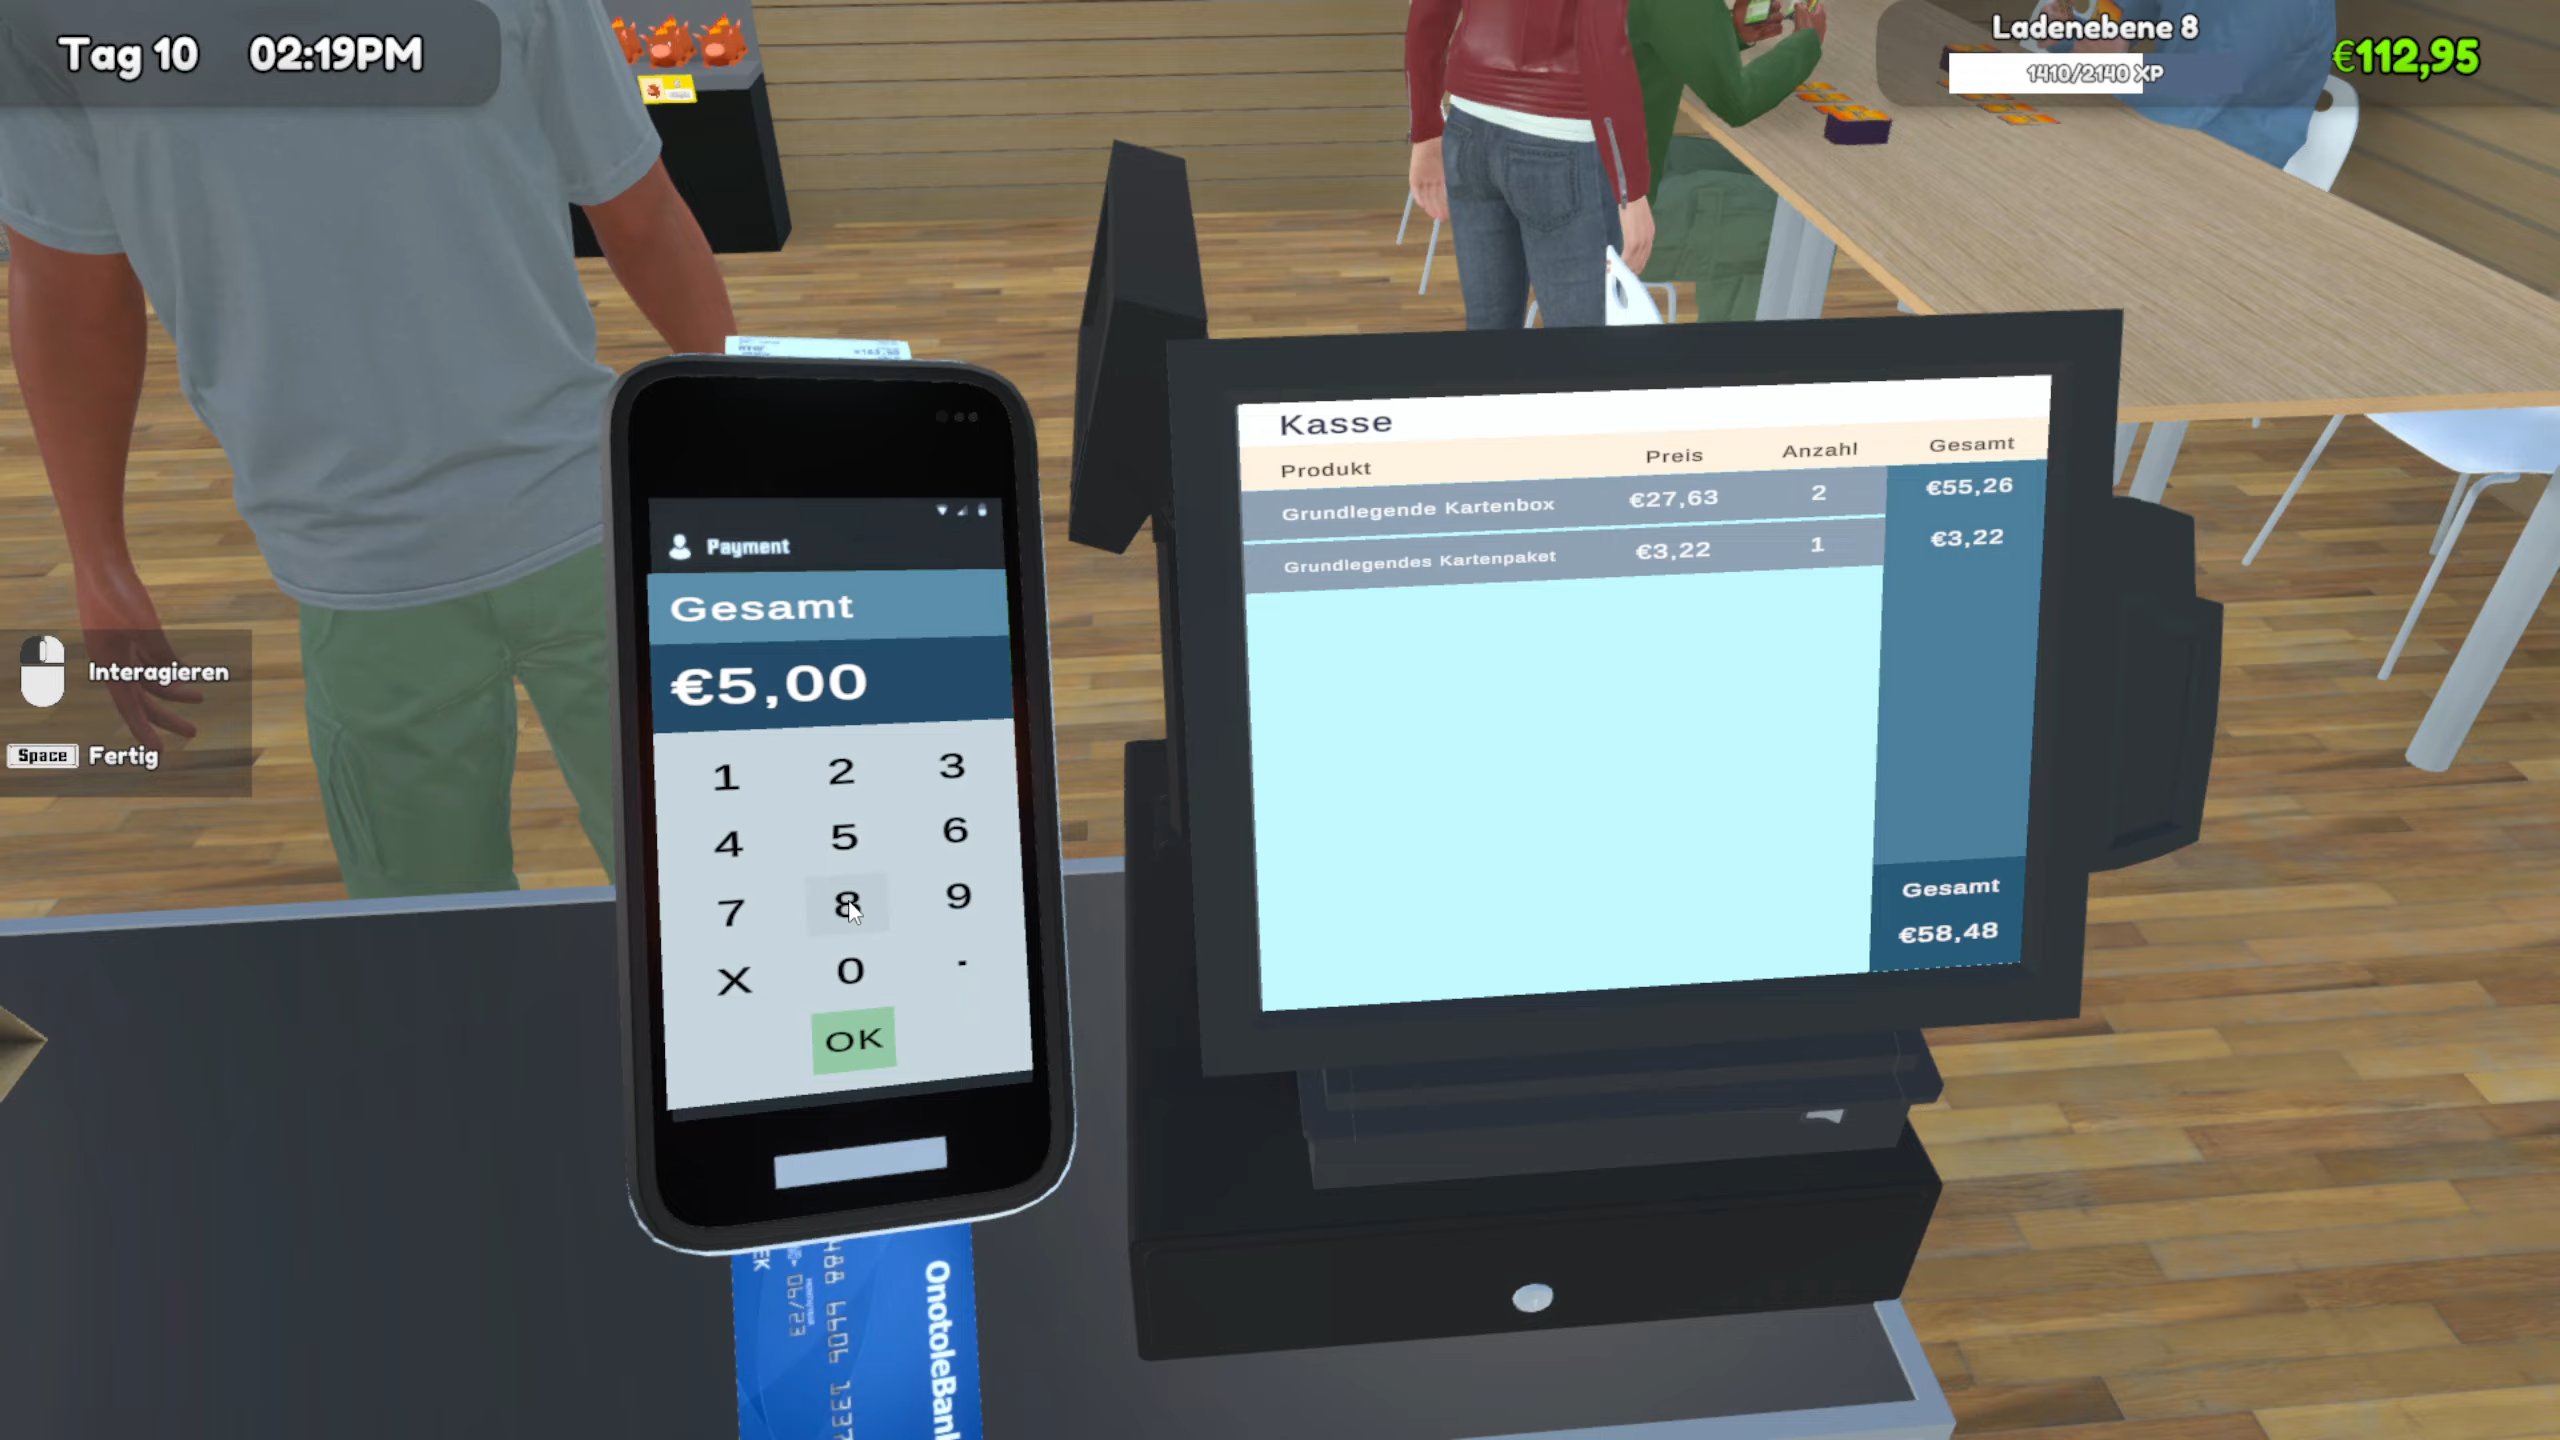 Tag 10 02:19PM
Ladenebene 8
1410/2140 XP
€112,95
Interagieren
Space Fertig
Payment
Gesamt
€5,00
1 2 3
4 5 6
7 8 9
X 0 .
OK
Kasse
Produkt Preis Anzahl Gesamt
Grundlegende Kartenbox €27,63 2 €55,26
Grundlegendes Kartenpaket €3,22 1 €3,22
Gesamt
€58,48
06/23